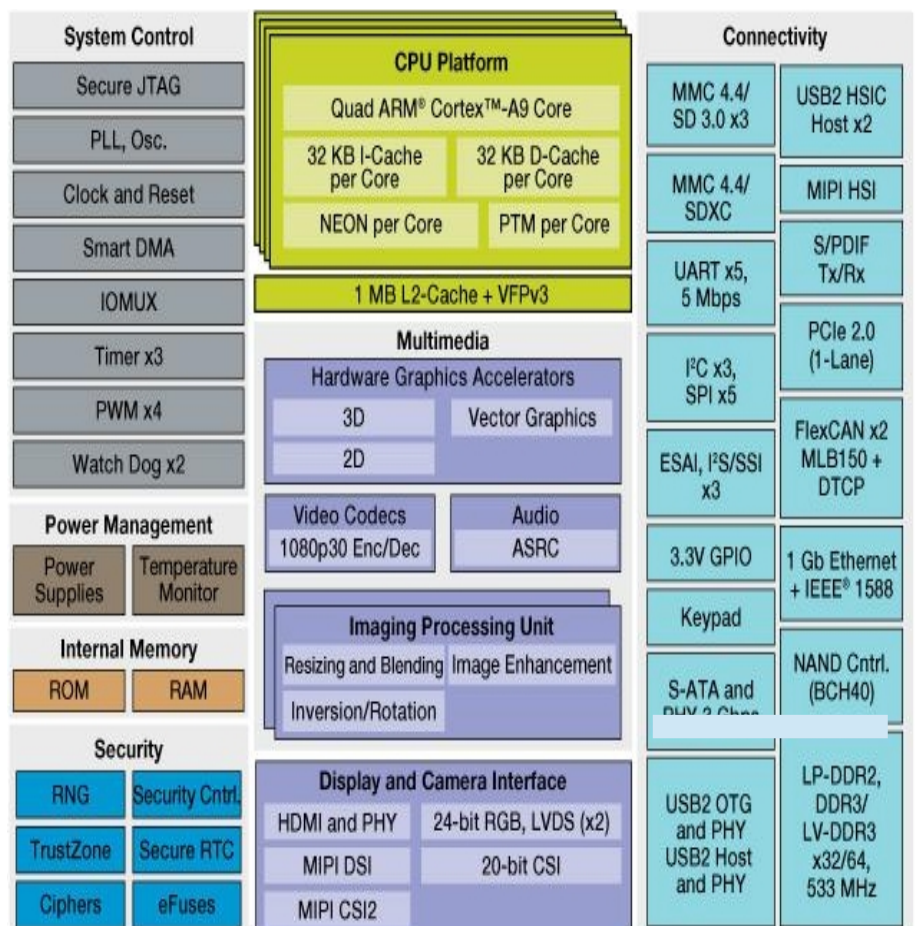 System Control
Secure JTAG
PLL, Osc.
Clock and Reset
Smart DMA
IOMUX
Timer x3
PWM x4
Watch Dog x2
Power Management
Power
Supplies
Temperature
Monitor
Internal Memory
ROM
RAM
Security
RNG
Security Cntrl.
TrustZone
Secure RTC
Ciphers
eFuses
CPU Platform
Quad ARM® Cortex™-A9 Core
32 KB I-Cache
per Core
32 KB D-Cache
per Core
NEON per Core
PTM per Core
1 MB L2-Cache + VFPv3
Multimedia
Hardware Graphics Accelerators
3D
Vector Graphics
2D
Video Codecs
1080p30 Enc/Dec
Audio
ASRC
Imaging Processing Unit
Resizing and Blending
Image Enhancement
Inversion/Rotation
Display and Camera Interface
HDMI and PHY
24-bit RGB, LVDS (x2)
MIPI DSI
20-bit CSI
MIPI CSI2
Connectivity
MMC 4.4/
SD 3.0 x3
MMC 4.4/
SDXC
UART x5,
5 Mbps
I²C x3,
SPI x5
ESAI, I²S/SSI
x3
3.3V GPIO
Keypad
S-ATA and
PHY 3 Gbps
USB2 OTG
and PHY
USB2 Host
and PHY
USB2 HSIC
Host x2
MIPI HSI
S/PDIF
Tx/Rx
PCIe 2.0
(1-Lane)
FlexCAN x2
MLB150 +
DTCP
1 Gb Ethernet
+ IEEE® 1588
NAND Cntrl.
(BCH40)
LP-DDR2,
DDR3/
LV-DDR3
x32/64,
533 MHz